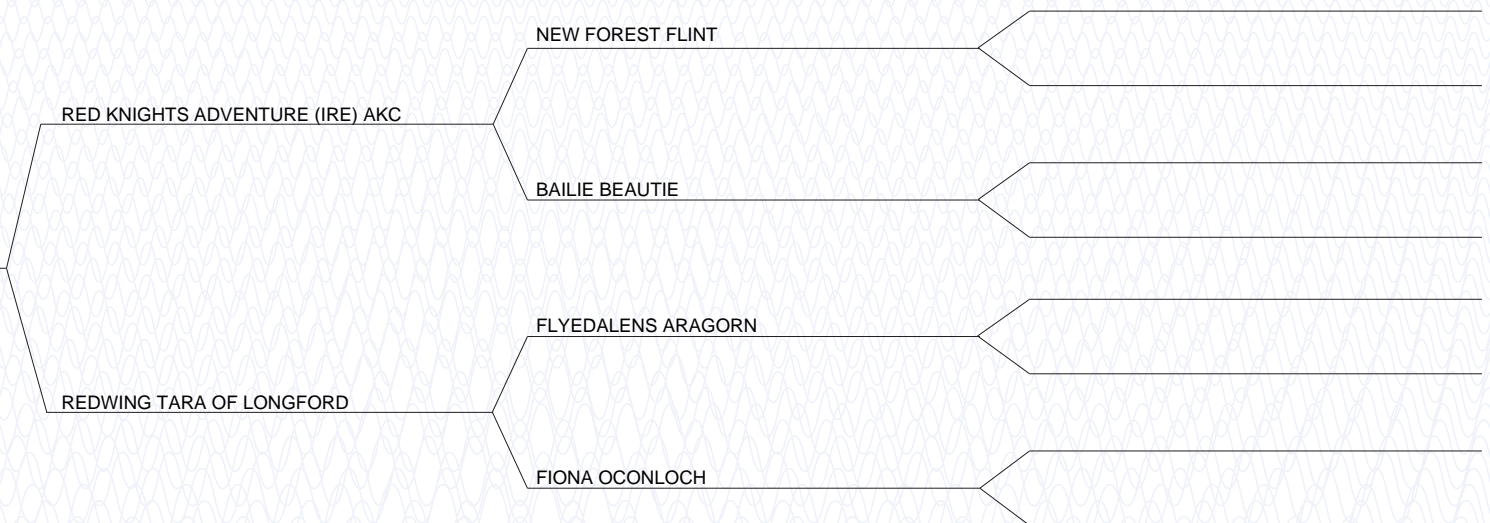 NEW FOREST FLINT
RED KNIGHTS ADVENTURE (IRE) AKC
BAILIE BEAUTIE
FLYEDALENS ARAGORN
REDWING TARA OF LONGFORD
FIONA OCONLOCH